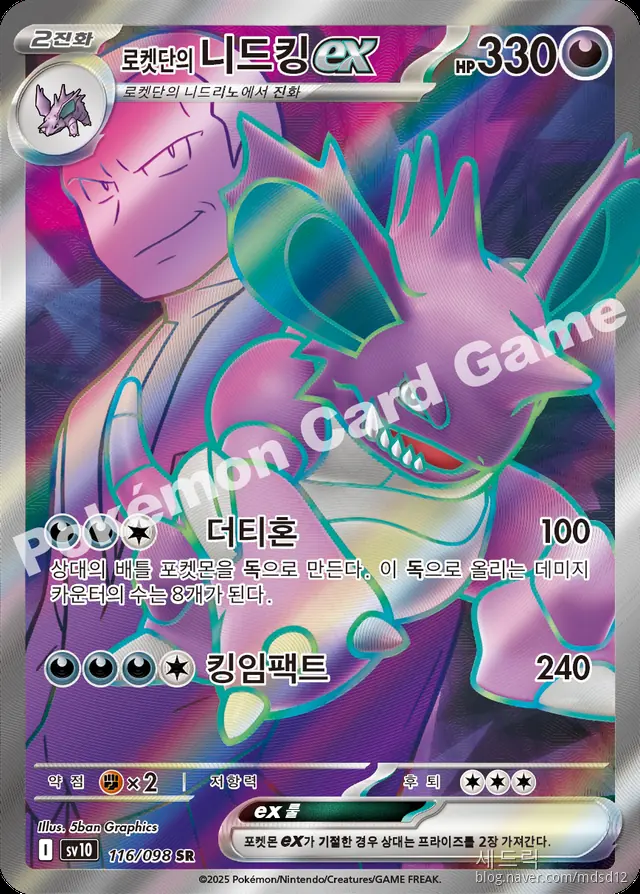 2진화
로켓단의 니드킹 ex HP 330
로켓단의 니드리노에서 진화
Pokémon Card Game
더티혼 100
상대의 배틀 포켓몬을 독으로 만든다. 이 독으로 올리는 데미지
카운터의 수는 8개가 된다.
킹임팩트 240
약점 ×2 저항력 후퇴
ex 룰
포켓몬 ex가 기절한 경우 상대는 프라이즈를 2장 가져간다.
Illus. 5ban Graphics
I sv10 116/098 SR
©2025 Pokémon/Nintendo/Creatures/GAME FREAK.
세드릭
blog.naver.com/mdsd12